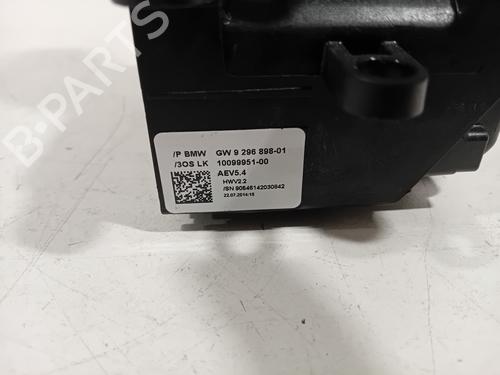 B-PARTS
/P BMW GW 9 296 898-01
/3OS LK 10099951-00
AEV5.4
HWV2.2
/SN 90546142030842
22.07.2014/15